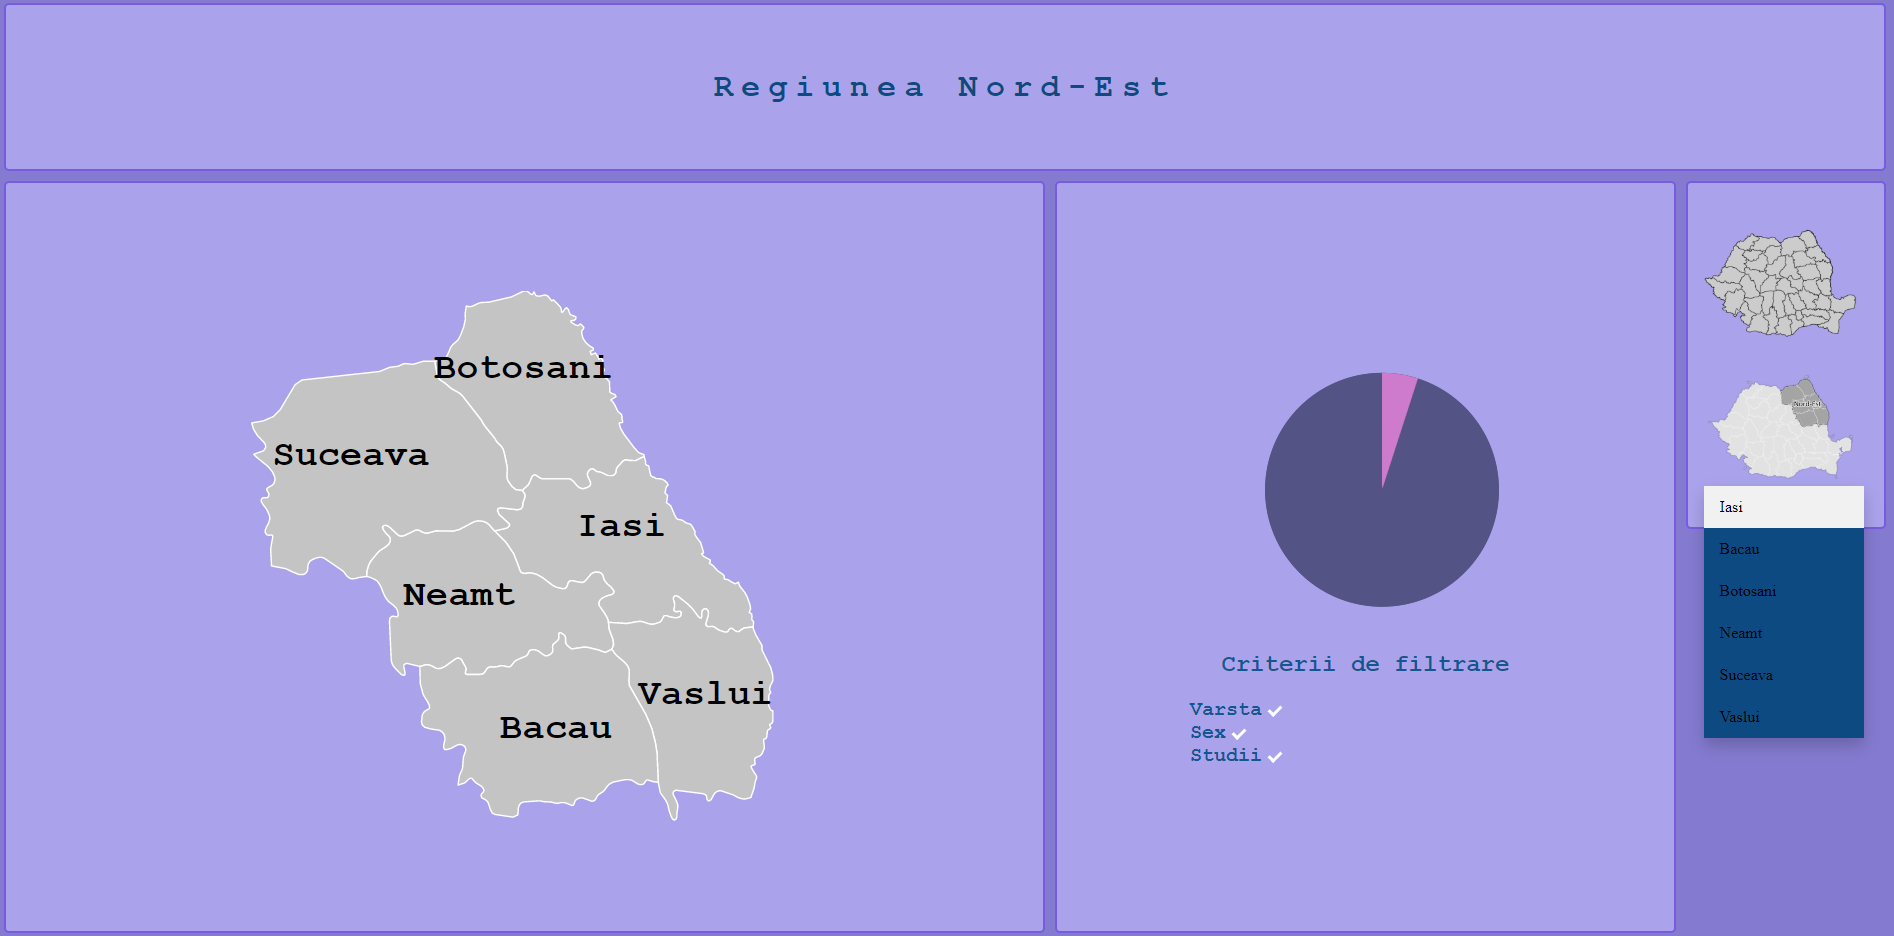 Regiunea Nord-Est
Botosani
Suceava
Iasi
Neamt
Vaslui
Bacau
Criterii de filtrare
Varsta
Sex
Studii
Nord-Est
Iasi
Bacau
Botosani
Neamt
Suceava
Vaslui